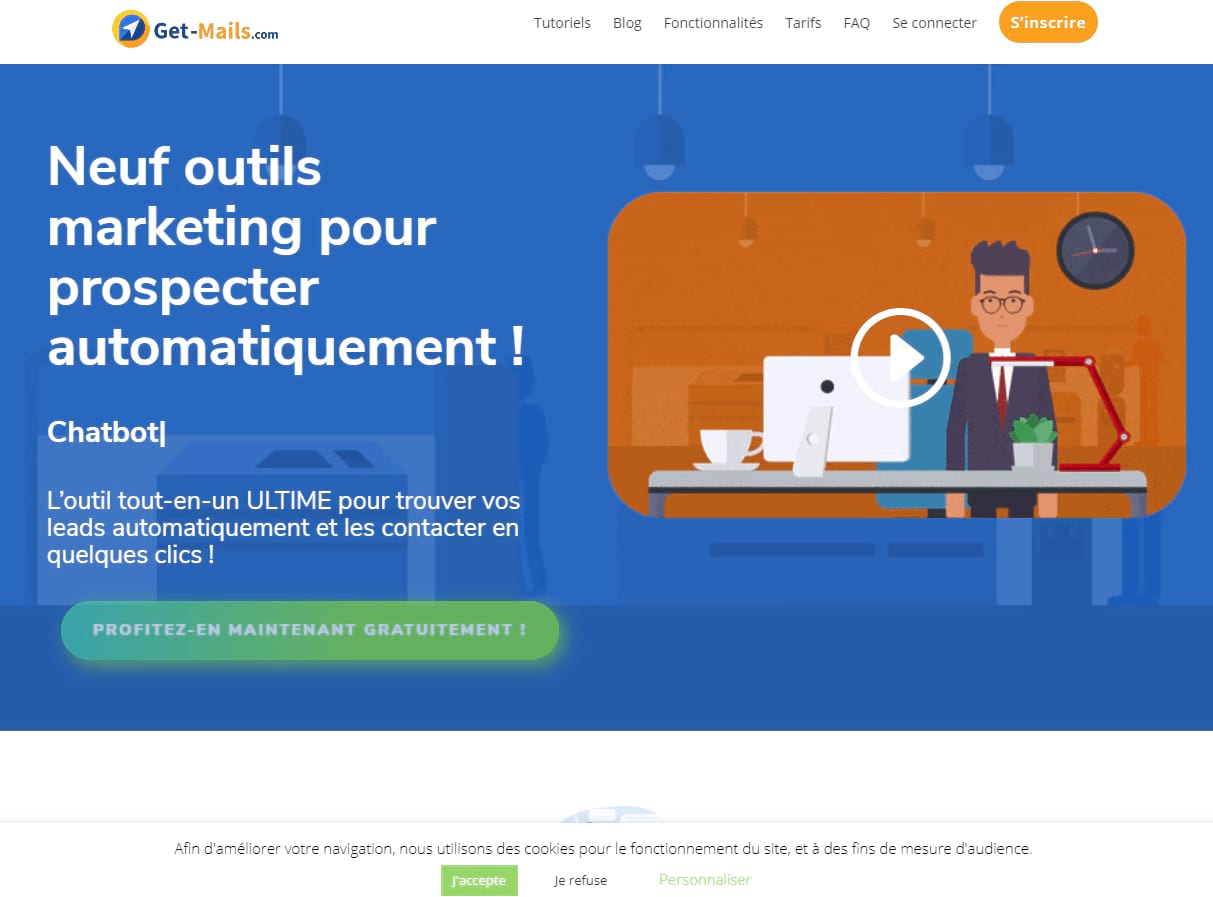 Get-Mails.com
Tutoriels Blog Fonctionnalités Tarifs FAQ Se connecter S'inscrire
Neuf outils
marketing pour
prospecter
automatiquement !
Chatbot|
L’outil tout-en-un ULTIME pour trouver vos
leads automatiquement et les contacter en
quelques clics !
PROFITEZ-EN MAINTENANT GRATUITEMENT !
Afin d'améliorer votre navigation, nous utilisons des cookies pour le fonctionnement du site, et à des fins de mesure d'audience.
J'accepte Je refuse Personnaliser